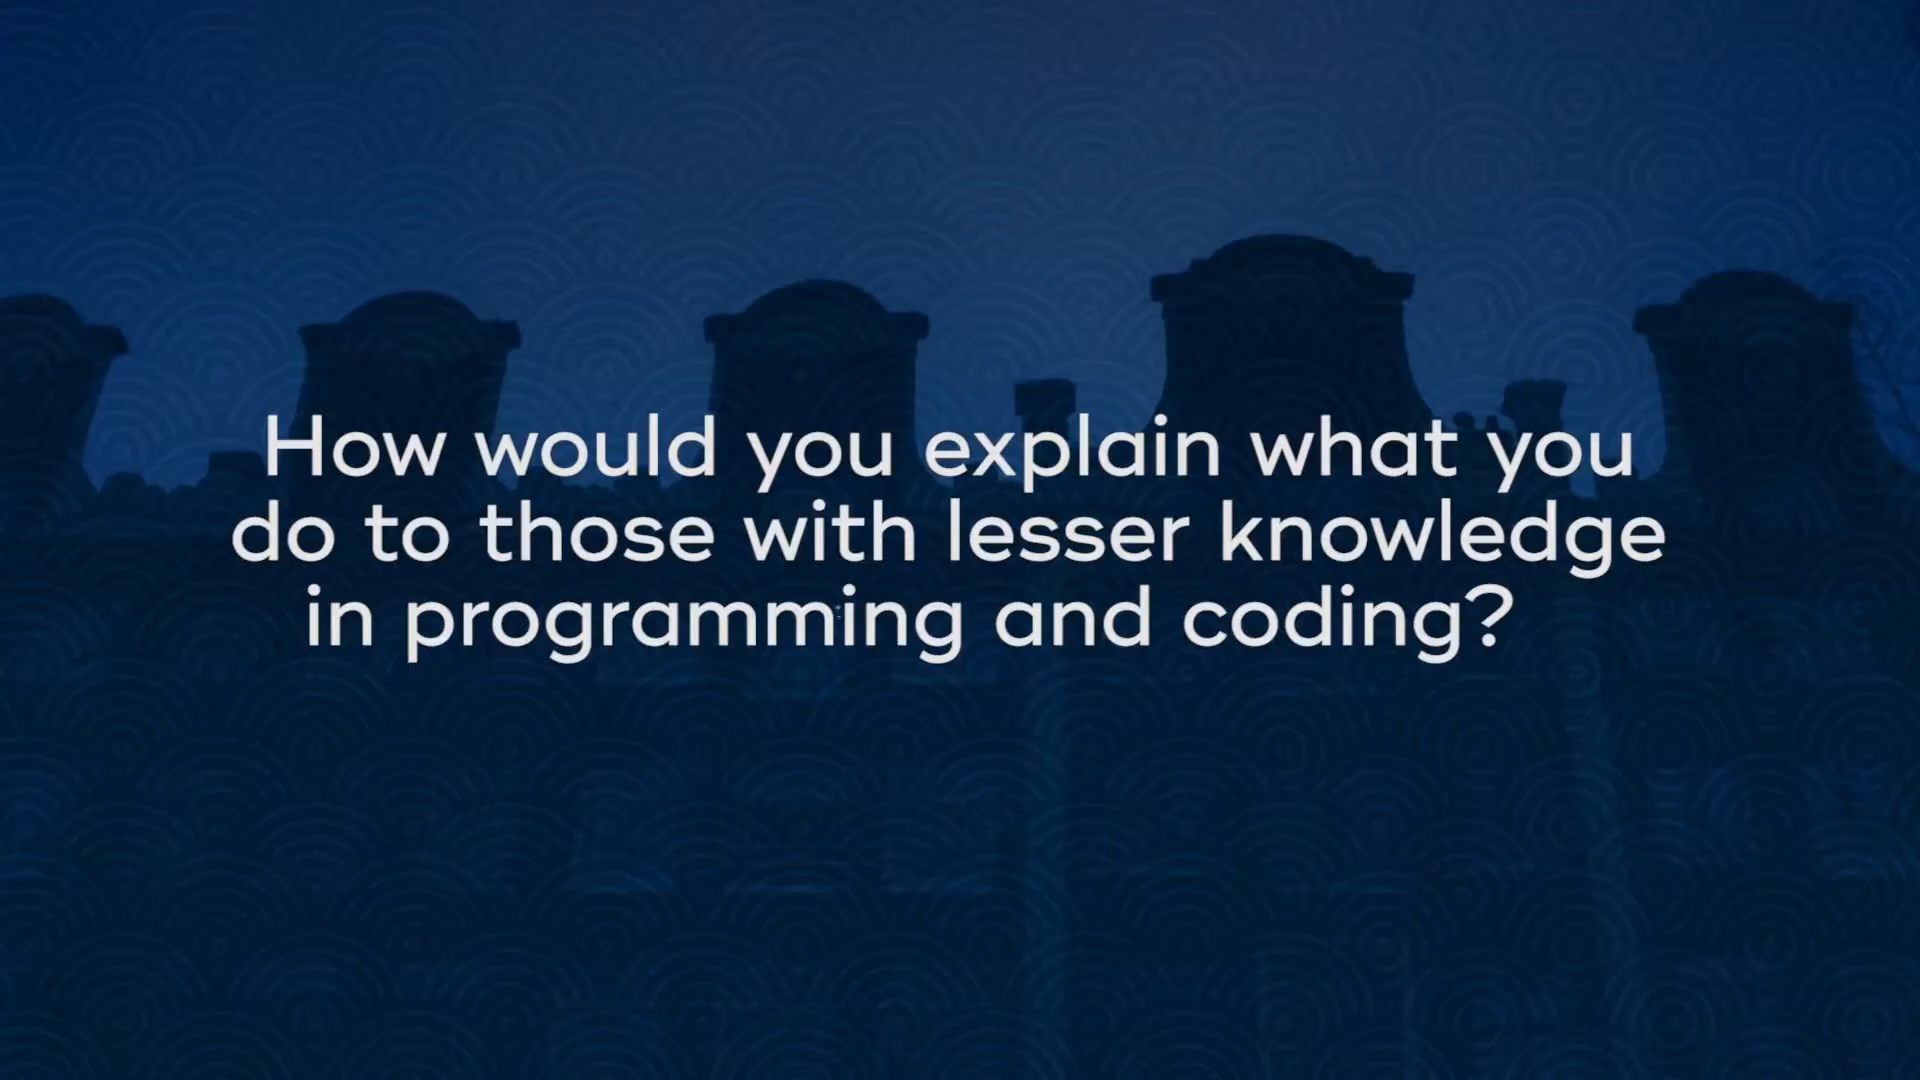 How would you explain what you
do to those with lesser knowledge
in programming and coding?